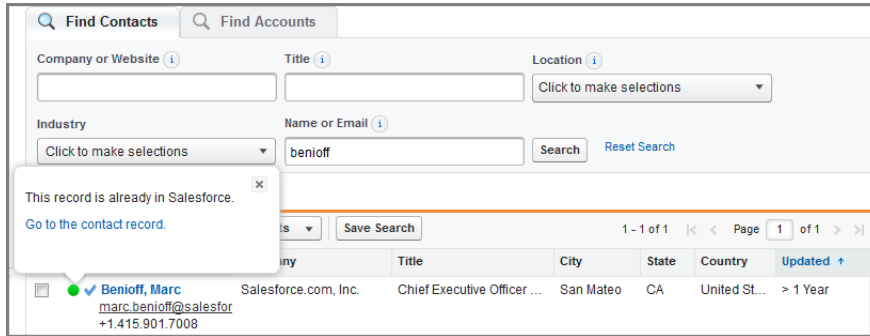 Find Contacts Find Accounts
Company or Website Title Location
Click to make selections
Industry Name or Email
Click to make selections benioff Search Reset Search
This record is already in Salesforce.
Go to the contact record.
ts Save Search 1 - 1 of 1 |< < Page 1 of 1 > >|
ny Title City State Country Updated ↑
Benioff, Marc Salesforce.com, Inc. Chief Executive Officer ... San Mateo CA United St... > 1 Year
marc.benioff@salesfor
+1.415.901.7008